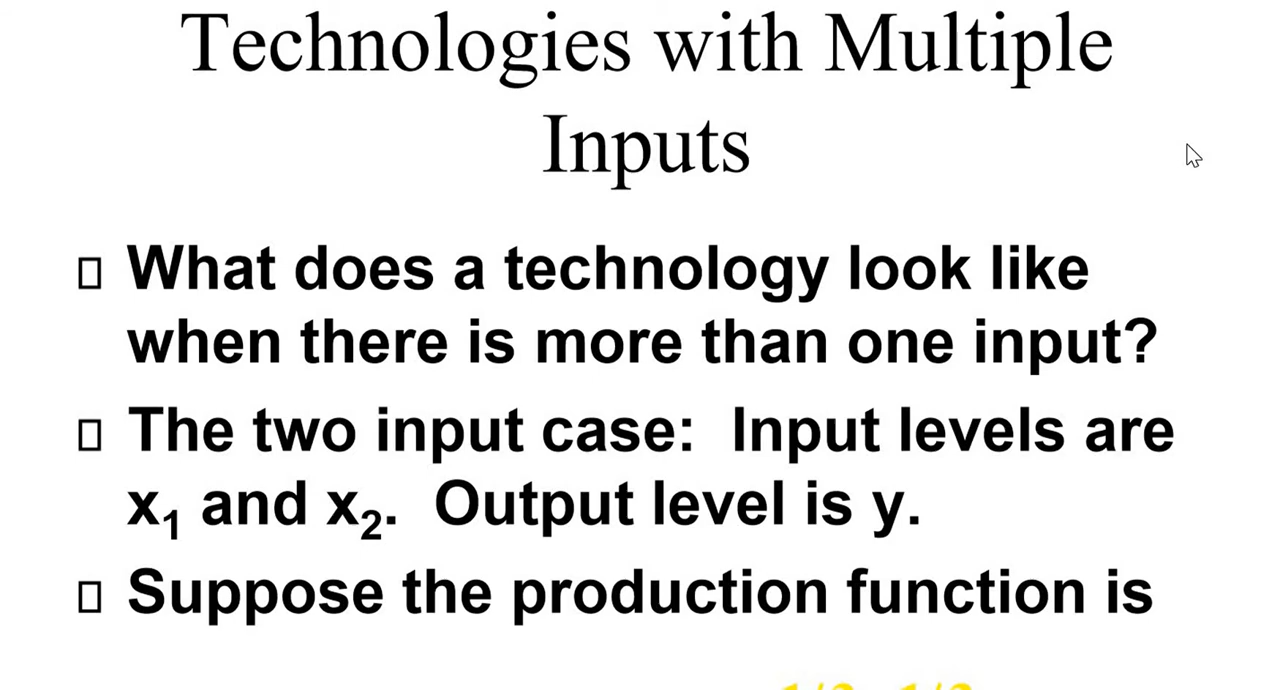 Technologies with Multiple
Inputs
What does a technology look like
when there is more than one input?
The two input case:  Input levels are
x₁ and x₂.  Output level is y.
Suppose the production function is